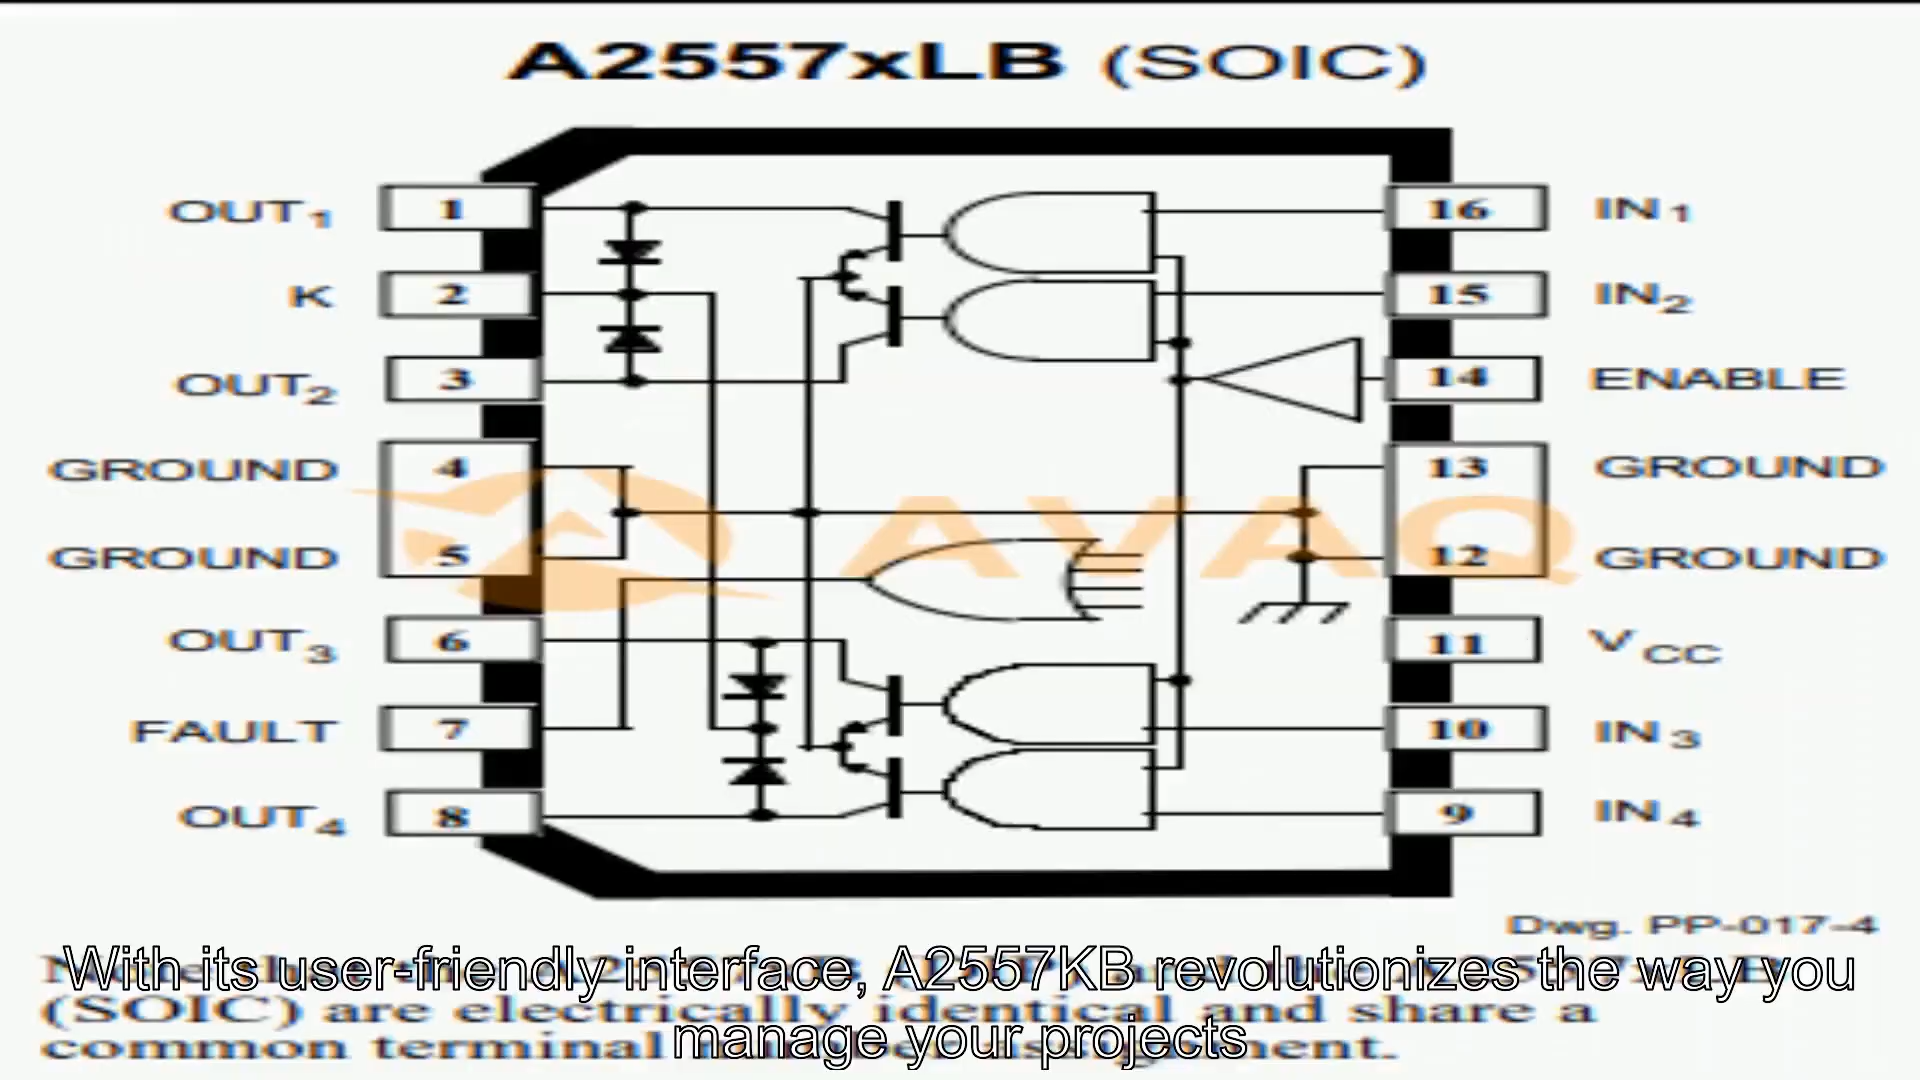 A2557xLB (SOIC)
OUT1 1 16 IN1
K 2 15 IN2
OUT2 3 14 ENABLE
GROUND 4 13 GROUND
AVAQ
GROUND 5 12 GROUND
OUT3 6 11 VCC
FAULT 7 10 IN3
OUT4 8 9 IN4
Dwg. PP-017-4
With its user-friendly interface, A2557KB revolutionizes the way you
(SOIC) are electrically identical and share a
manage your projects
common terminal